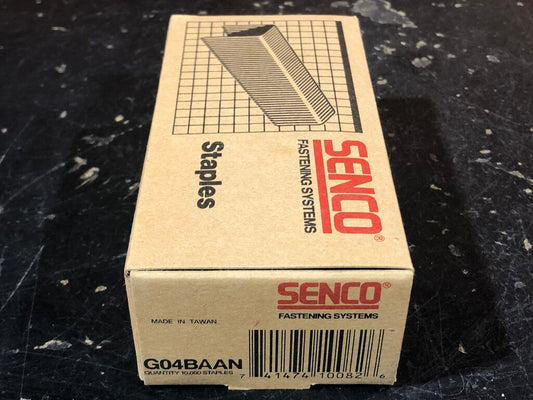 SENCO®
FASTENING SYSTEMS
Staples
SENCO®
FASTENING SYSTEMS
MADE IN TAIWAN
G04BAAN
QUANTITY 10,000 STAPLES
7 41474 10082 6